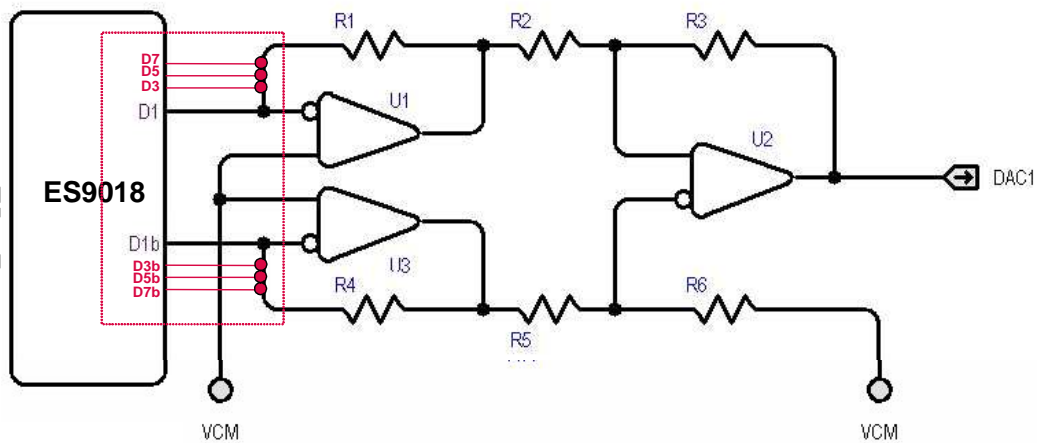 R1
R2
R3
D7
D5
D3
D1
U1
U2
ES9018
DAC1
D1b
D3b
D5b
D7b
U3
R4
R5
R6
VCM
VCM